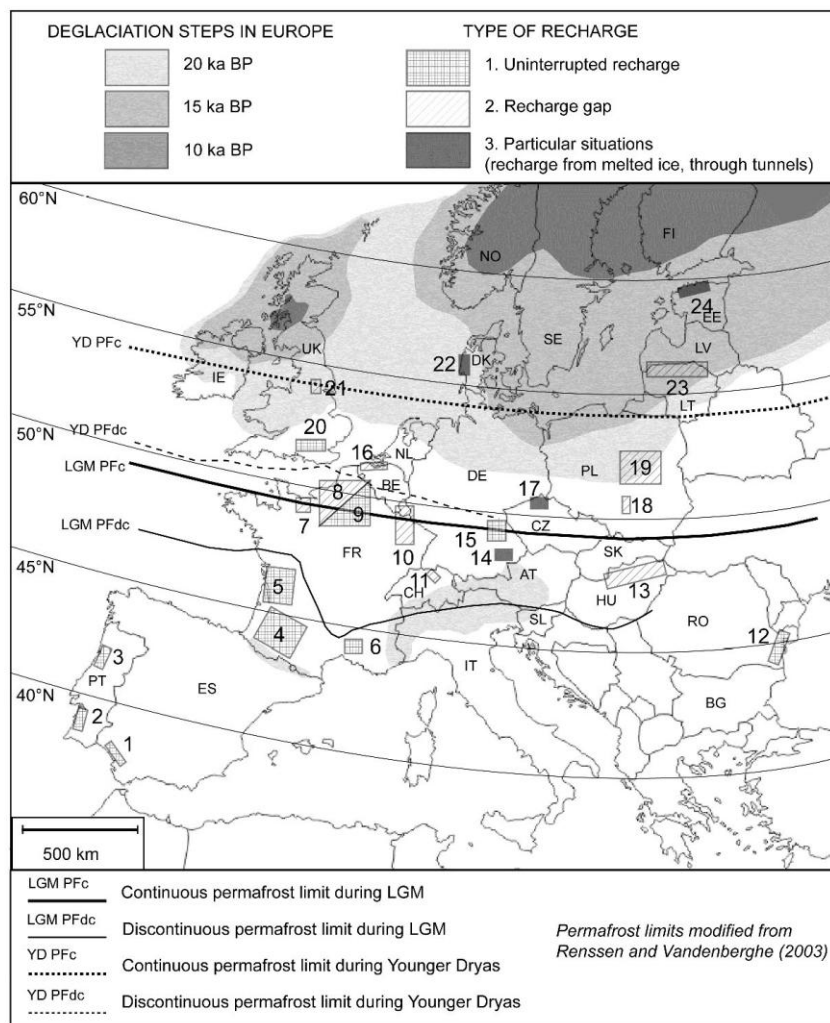 DEGLACIATION STEPS IN EUROPE
20 ka BP
15 ka BP
10 ka BP
TYPE OF RECHARGE
1. Uninterrupted recharge
2. Recharge gap
3. Particular situations
(recharge from melted ice, through tunnels)
60°N
NO
FI
55°N
24
EE
SE
YD PFc
UK
22
DK
LV
IE
21
23
LT
50°N
20
YD PFdc
16
NL
19
LGM PFc
BE
DE
PL
8
17
18
7
9
CZ
LGM PFdc
15
FR
10
14
SK
45°N
11
AT
13
5
CH
HU
SL
RO
4
6
12
3
IT
PT
ES
BG
40°N
2
1
500 km
LGM PFc
Continuous permafrost limit during LGM
LGM PFdc
Discontinuous permafrost limit during LGM
YD PFc
Continuous permafrost limit during Younger Dryas
YD PFdc
Discontinuous permafrost limit during Younger Dryas
Permafrost limits modified from
Renssen and Vandenberghe (2003)